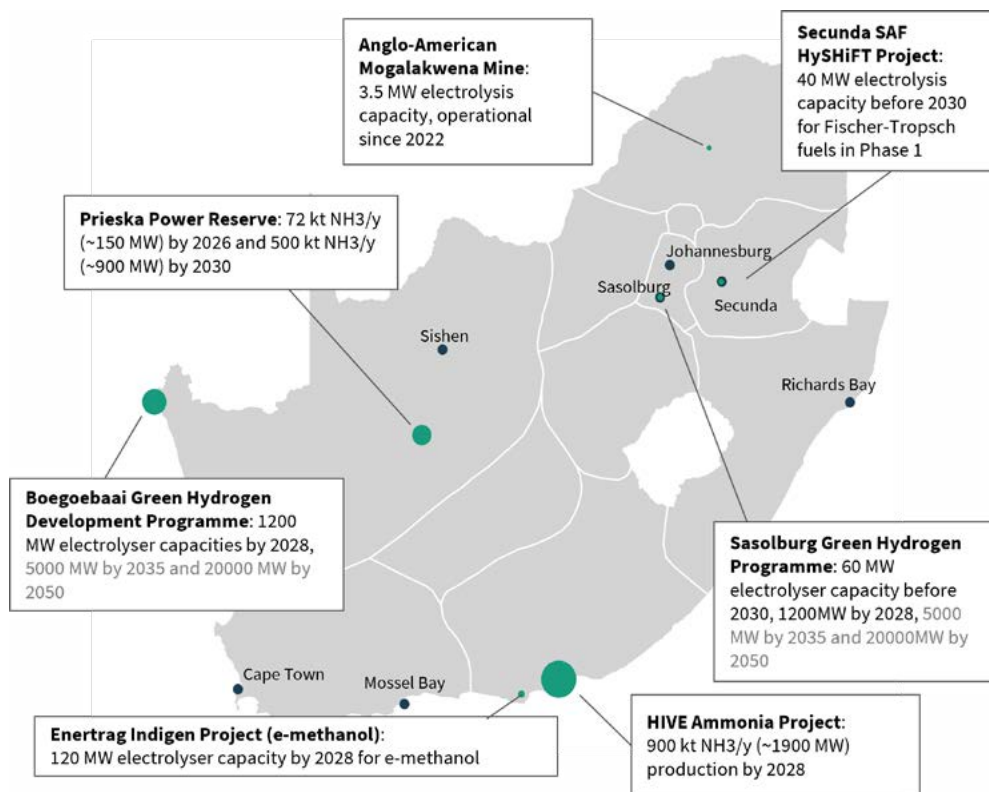 Anglo-American
Mogalakwena Mine:
3.5 MW electrolysis
capacity, operational
since 2022
Secunda SAF
HySHiFT Project:
40 MW electrolysis
capacity before 2030
for Fischer-Tropsch
fuels in Phase 1
Prieska Power Reserve: 72 kt NH3/y
(~150 MW) by 2026 and 500 kt NH3/y
(~900 MW) by 2030
Johannesburg
Sasolburg
Secunda
Sishen
Richards Bay
Boegoebaai Green Hydrogen
Development Programme: 1200
MW electrolyser capacities by 2028,
5000 MW by 2035 and 20000 MW by
2050
Sasolburg Green Hydrogen
Programme: 60 MW
electrolyser capacity before
2030, 1200MW by 2028, 5000
MW by 2035 and 20000MW by
2050
Cape Town
Mossel Bay
Enertrag Indigen Project (e-methanol):
120 MW electrolyser capacity by 2028 for e-methanol
HIVE Ammonia Project:
900 kt NH3/y (~1900 MW)
production by 2028